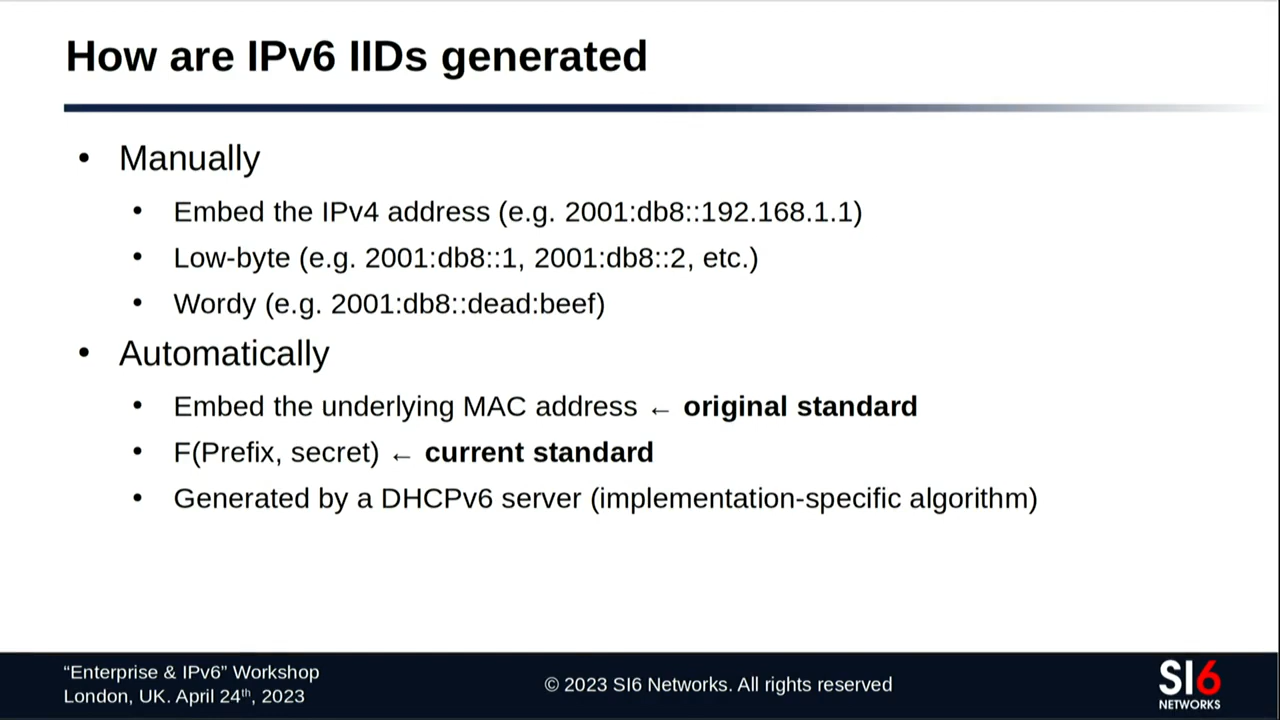 How are IPv6 IIDs generated
• Manually
• Embed the IPv4 address (e.g. 2001:db8::192.168.1.1)
• Low-byte (e.g. 2001:db8::1, 2001:db8::2, etc.)
• Wordy (e.g. 2001:db8::dead:beef)
• Automatically
• Embed the underlying MAC address ← original standard
• F(Prefix, secret) ← current standard
• Generated by a DHCPv6 server (implementation-specific algorithm)
“Enterprise & IPv6” Workshop
London, UK. April 24th, 2023
© 2023 SI6 Networks. All rights reserved
SI6
NETWORKS